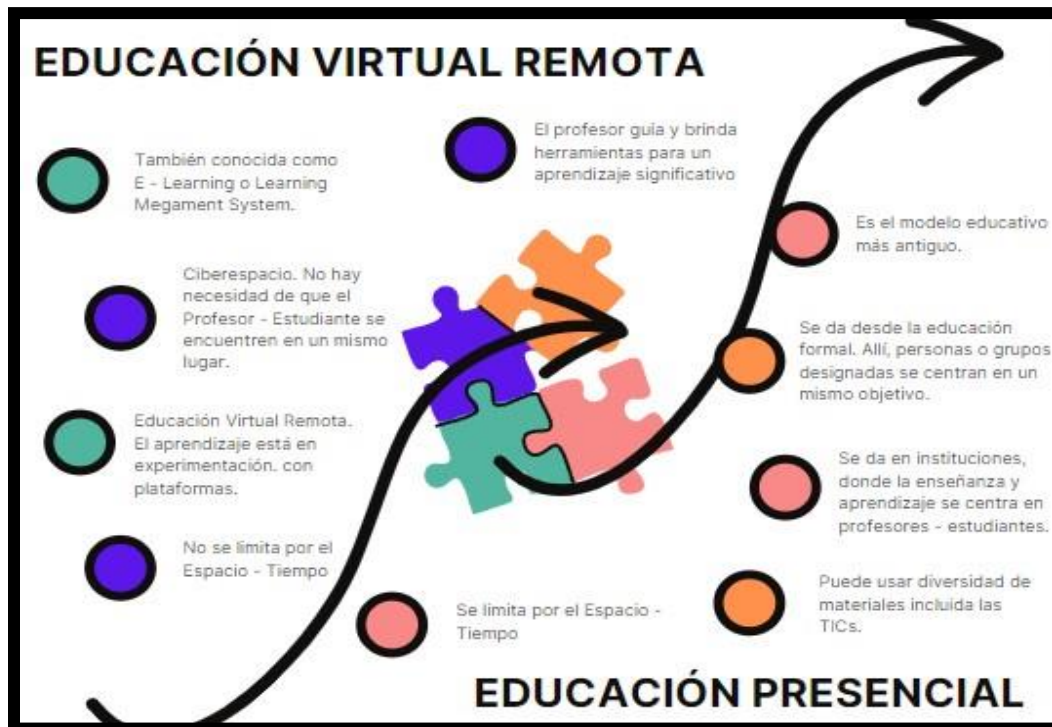 EDUCACIÓN VIRTUAL REMOTA
También conocida como
E - Learning o Learning
Megament System.
El profesor guía y brinda
herramientas para un
aprendizaje significativo
Ciberespacio. No hay
necesidad de que el
Profesor - Estudiante se
encuentren en un mismo
lugar.
Educación Virtual Remota.
El aprendizaje está en
experimentación. con
plataformas.
No se limita por el
Espacio - Tiempo
Es el modelo educativo
más antiguo.
Se da desde la educación
formal. Allí, personas o grupos
designadas se centran en un
mismo objetivo.
Se da en instituciones,
donde la enseñanza y
aprendizaje se centra en
profesores - estudiantes.
Puede usar diversidad de
materiales incluida las
TICs.
Se limita por el Espacio -
Tiempo
EDUCACIÓN PRESENCIAL